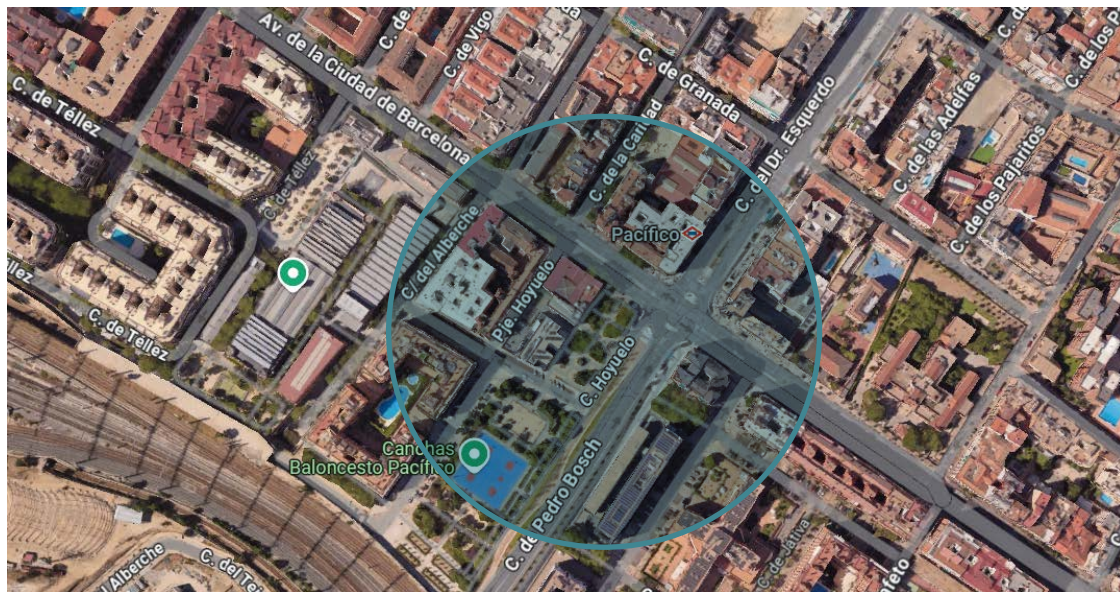 Av. de la Ciudad de Barcelona
C. de Vigo
C. de Granada
C. de Téllez
C. de la Caridad
C. del Dr. Esquerdo
C. de las Adelfas
C. de los Pajaritos
C. de los
C. de Téllez
C/ del Alberche
Pacífico
Pje. Hoyuelo
C. de Téllez
C. Hoyuelo
Canchas
Baloncesto Pacífico
C. de Pedro Bosch
C. de Játiva